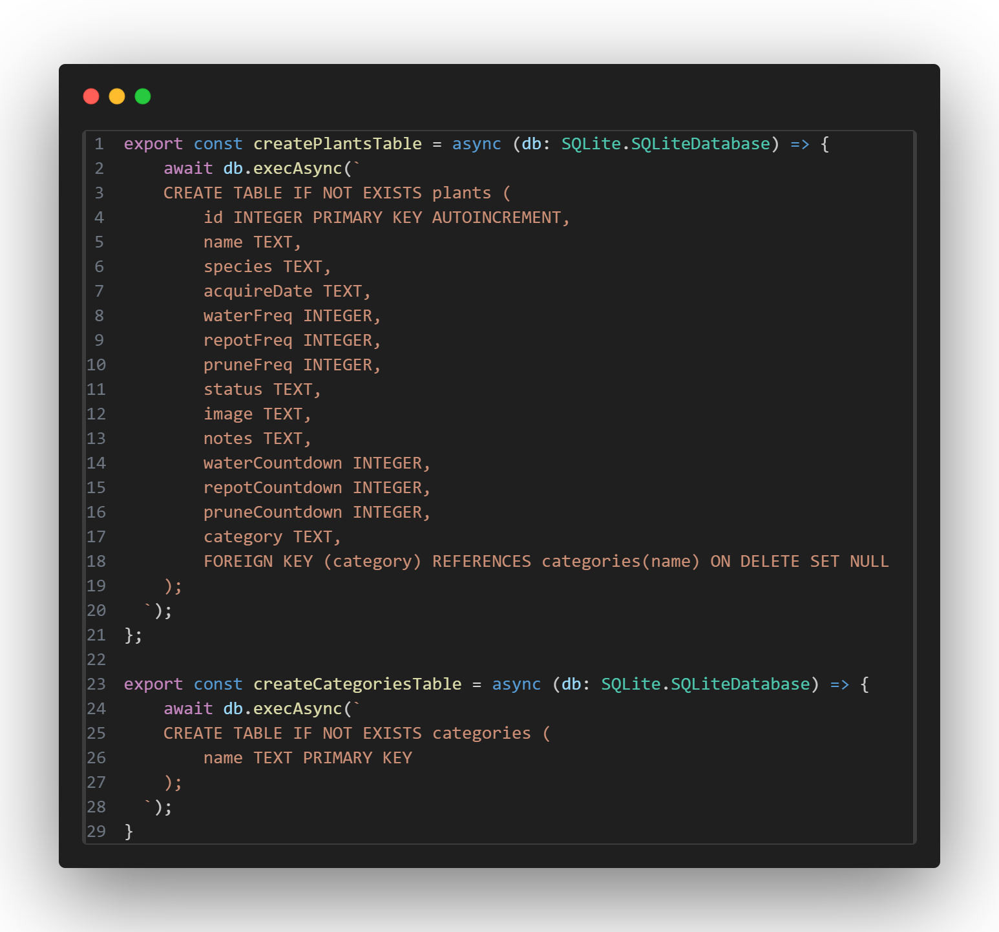 1 export const createPlantsTable = async (db: SQLite.SQLiteDatabase) => {
2     await db.execAsync(`
3     CREATE TABLE IF NOT EXISTS plants (
4         id INTEGER PRIMARY KEY AUTOINCREMENT,
5         name TEXT,
6         species TEXT,
7         acquireDate TEXT,
8         waterFreq INTEGER,
9         repotFreq INTEGER,
10         pruneFreq INTEGER,
11         status TEXT,
12         image TEXT,
13         notes TEXT,
14         waterCountdown INTEGER,
15         repotCountdown INTEGER,
16         pruneCountdown INTEGER,
17         category TEXT,
18         FOREIGN KEY (category) REFERENCES categories(name) ON DELETE SET NULL
19     );
20   `);
21 };
22
23 export const createCategoriesTable = async (db: SQLite.SQLiteDatabase) => {
24     await db.execAsync(`
25     CREATE TABLE IF NOT EXISTS categories (
26         name TEXT PRIMARY KEY
27     );
28   `);
29 }